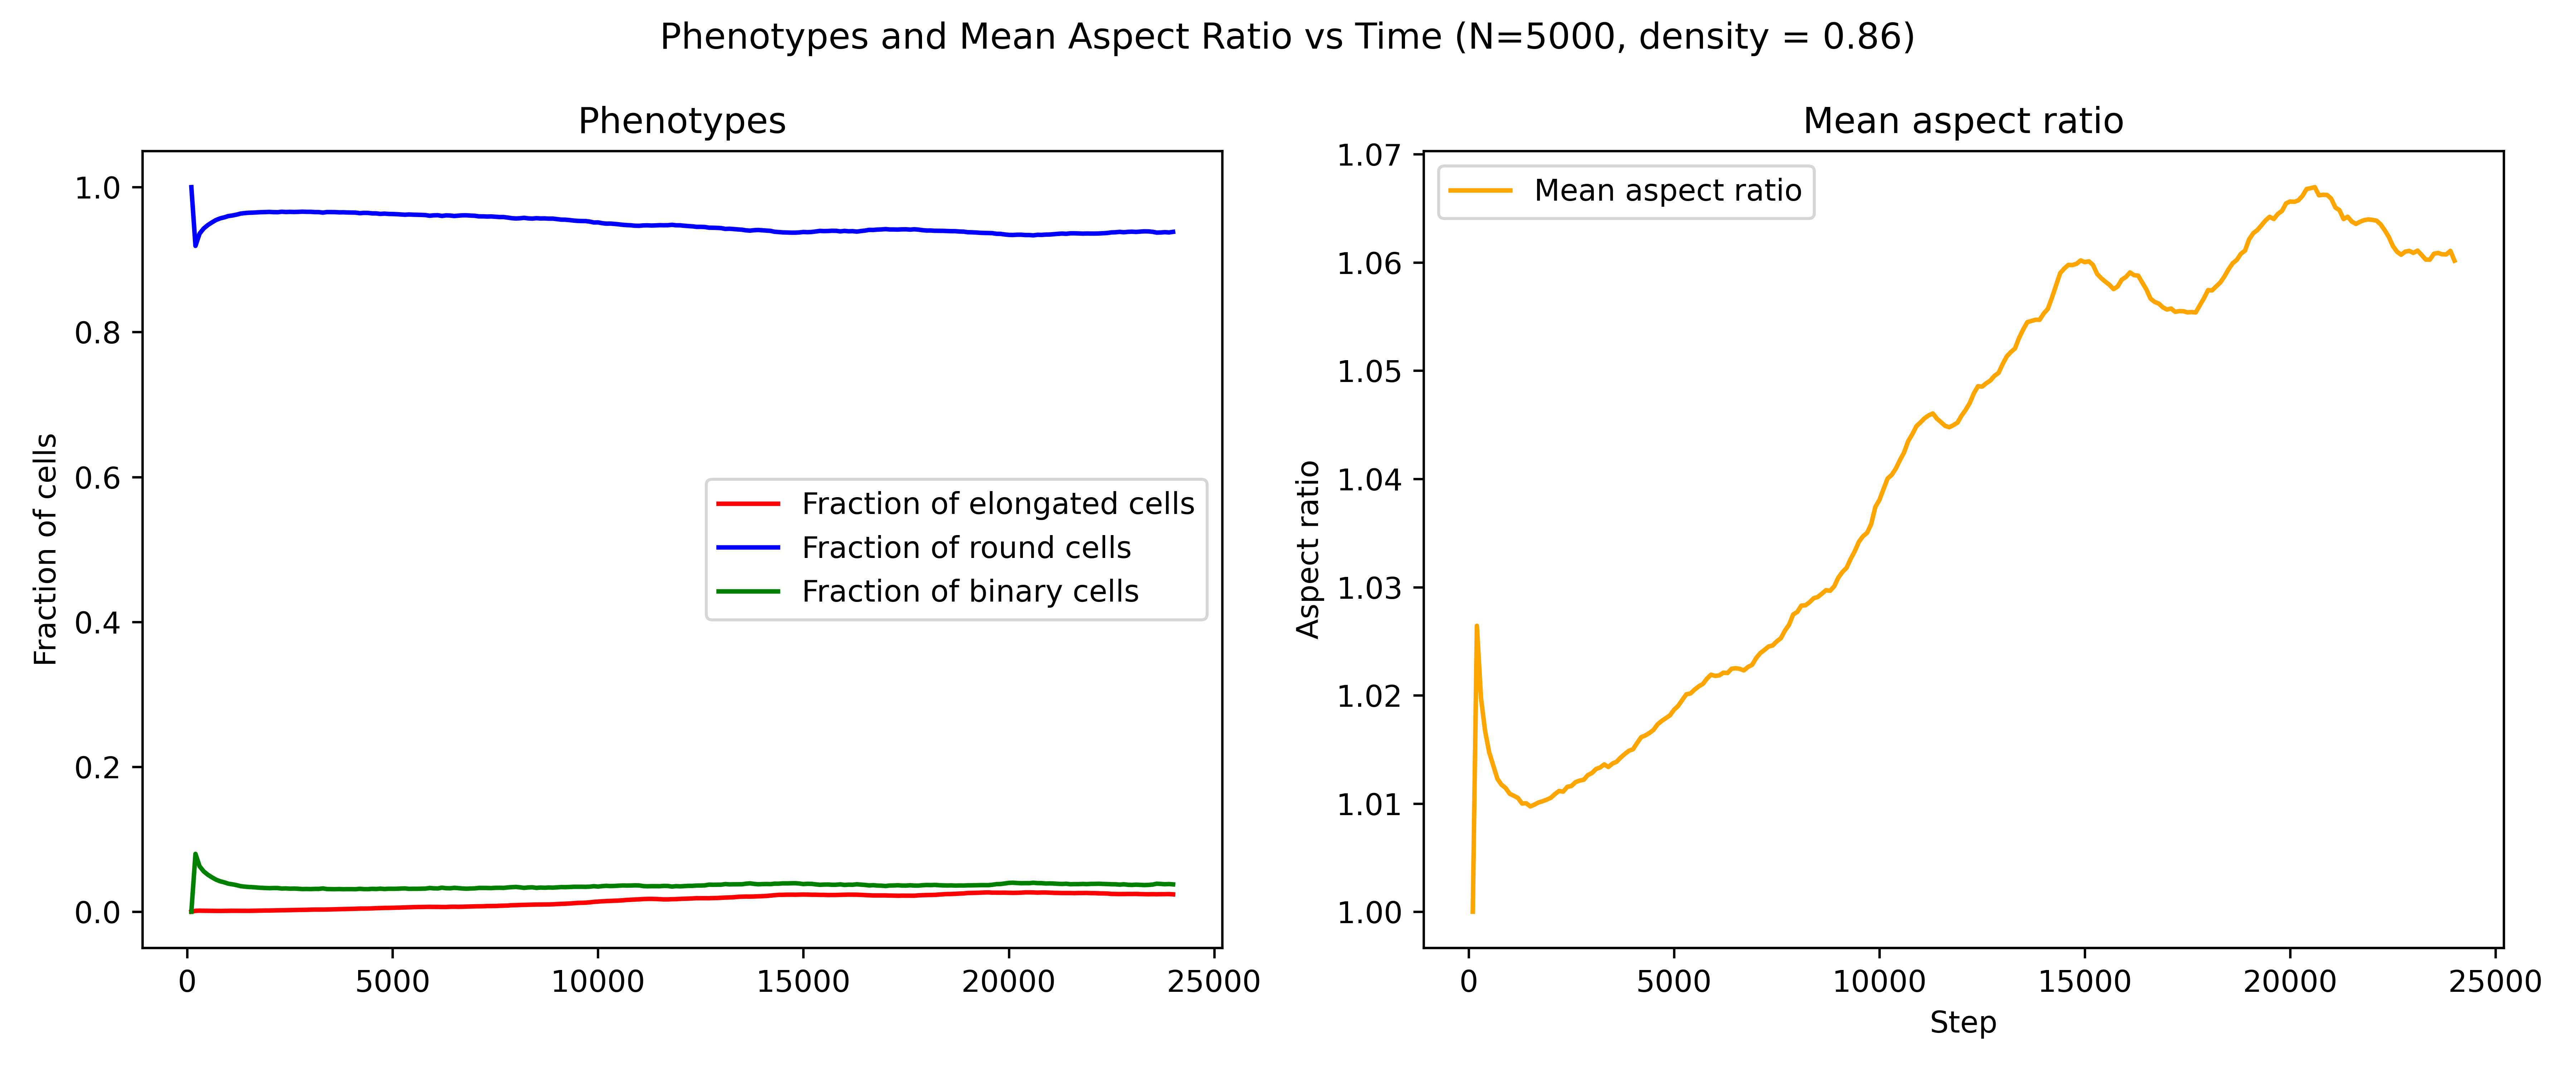 Phenotypes and Mean Aspect Ratio vs Time (N=5000, density = 0.86)
Phenotypes
Fraction of cells
1.0
0.8
0.6
0.4
0.2
0.0
Fraction of elongated cells
Fraction of round cells
Fraction of binary cells
0 5000 10000 15000 20000 25000
Mean aspect ratio
Aspect ratio
1.07
1.06
1.05
1.04
1.03
1.02
1.01
1.00
Mean aspect ratio
0 5000 10000 15000 20000 25000
Step